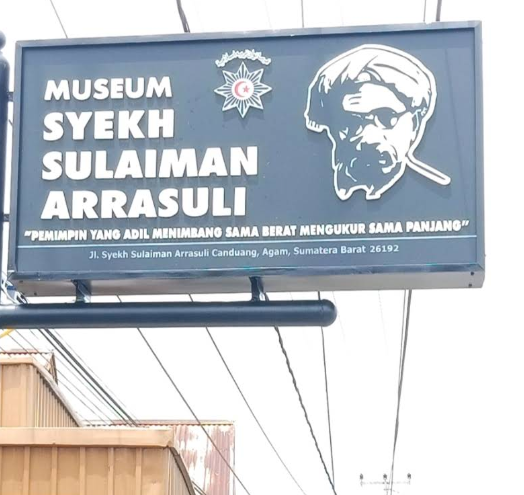 MUSEUM
SYEKH
SULAIMAN
ARRASULI
"PEMIMPIN YANG ADIL MENIMBANG SAMA BERAT MENGUKUR SAMA PANJANG"
Jl. Syekh Sulaiman Arrasuli Canduang, Agam, Sumatera Barat 26192